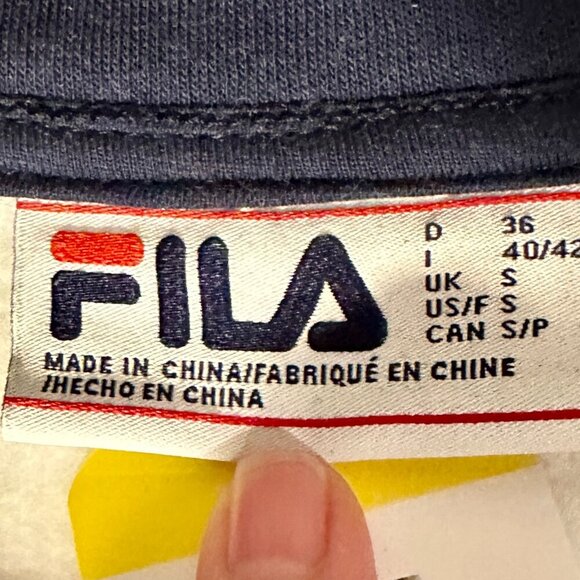 FILA
D 36
I 40/42
UK S
US/F S
CAN S/P
MADE IN CHINA/FABRIQUÉ EN CHINE
/HECHO EN CHINA